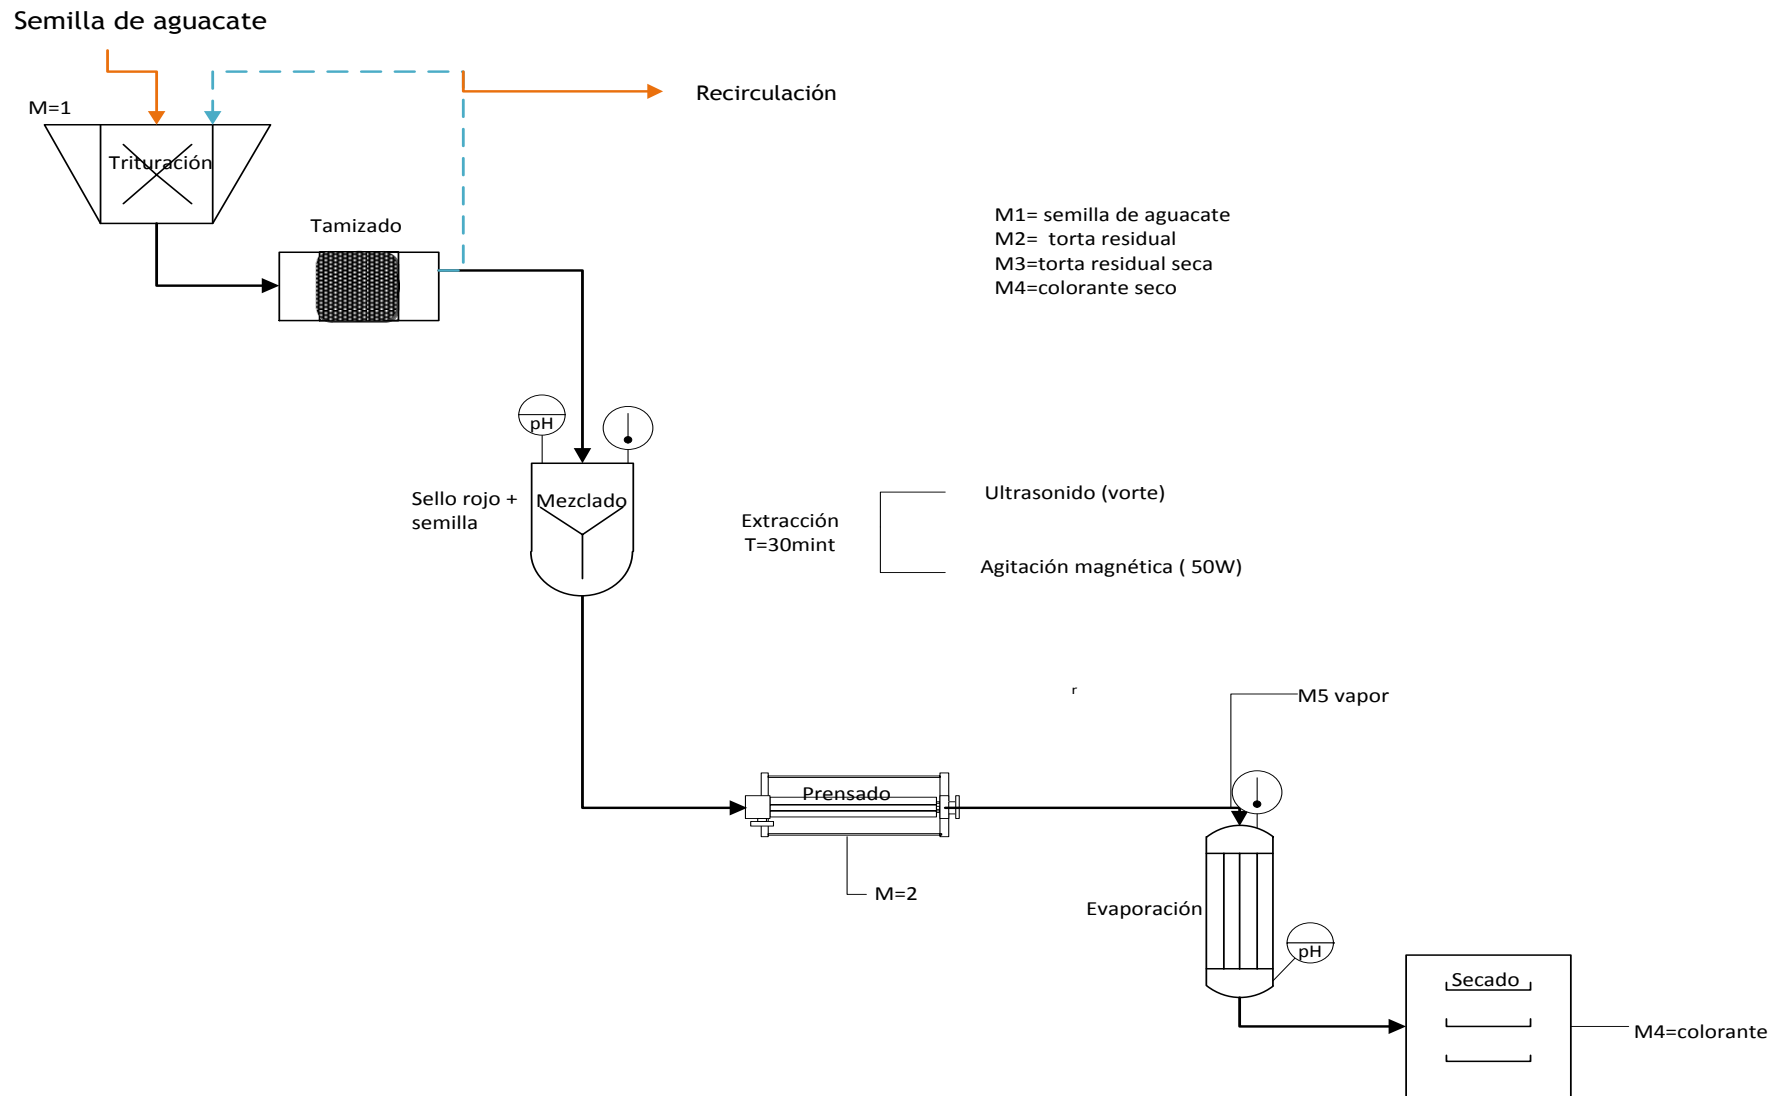 Semilla de aguacate
Recirculación
M=1
Trituración
Tamizado
M1= semilla de aguacate
M2= torta residual
M3=torta residual seca
M4=colorante seco
pH
Sello rojo +
semilla
Mezclado
Extracción
T=30mint
Ultrasonido (vorte)
Agitación magnética ( 50W)
r
M5 vapor
Prensado
M=2
Evaporación
pH
Secado
M4=colorante